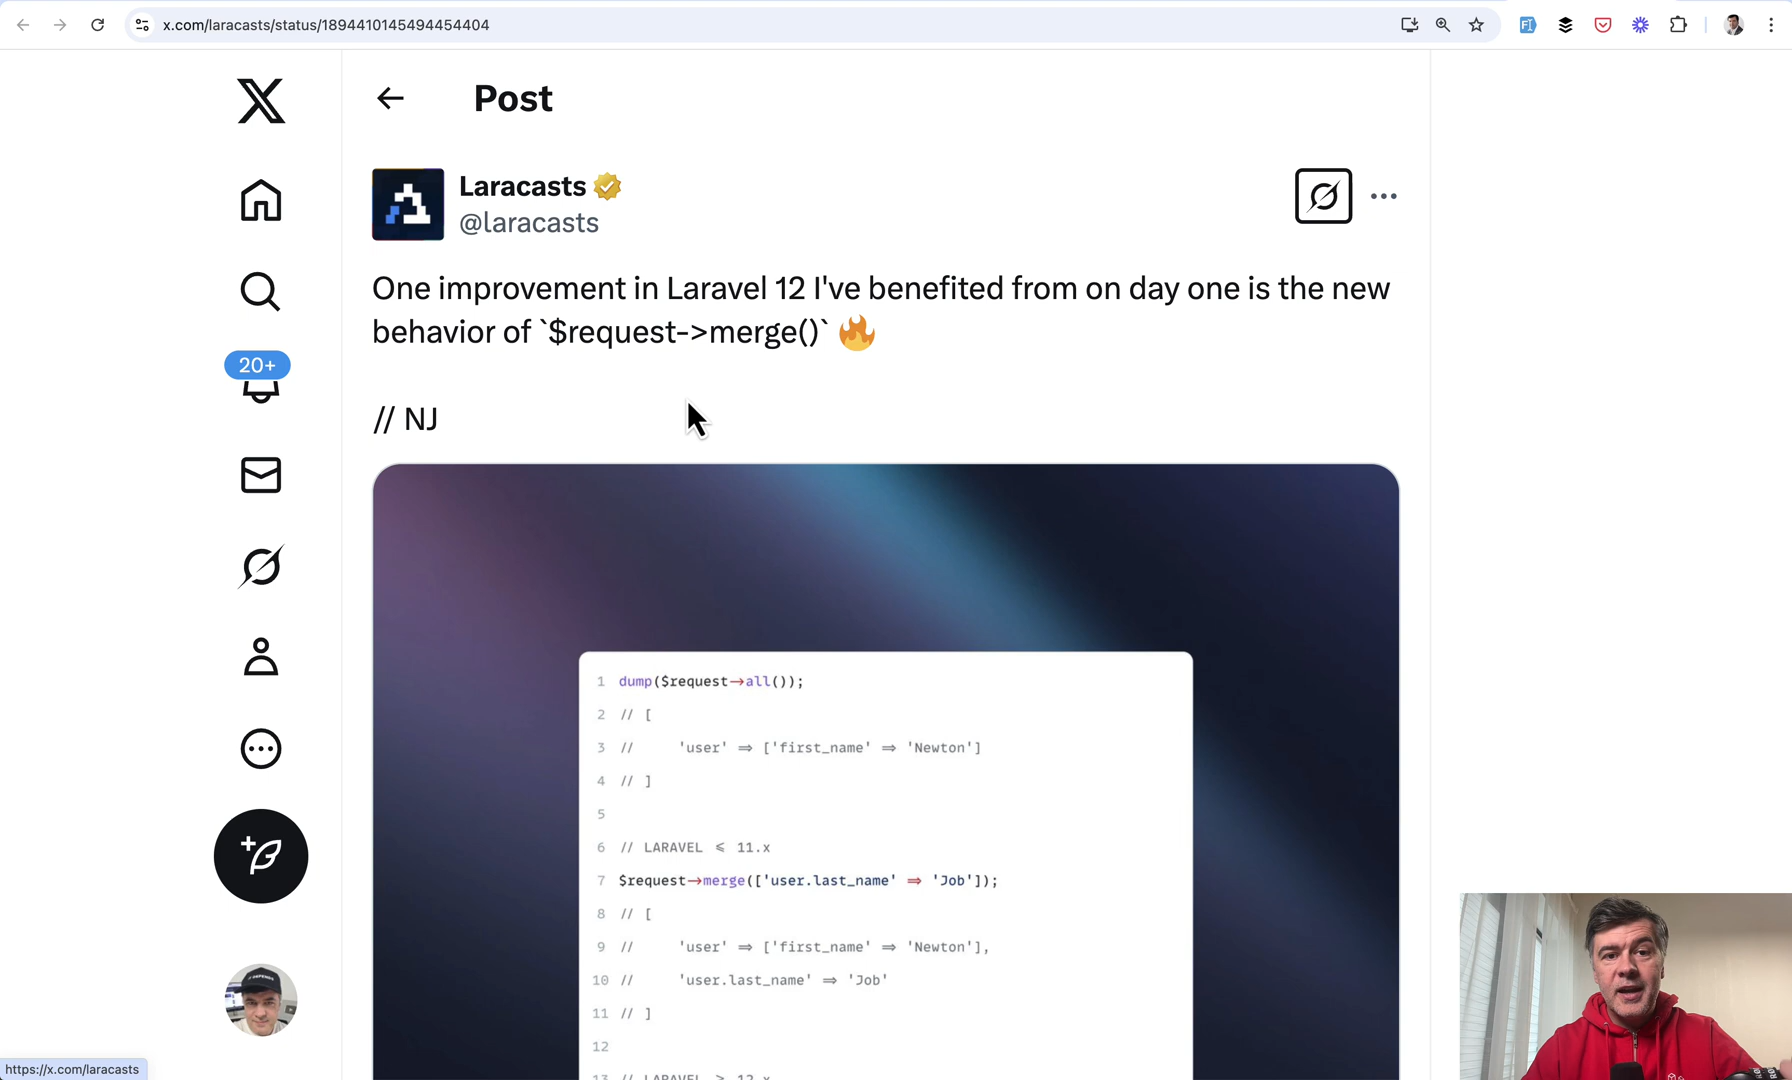 x.com/laracasts/status/1894410145494454404
Post
Laracasts
@laracasts
One improvement in Laravel 12 I've benefited from on day one is the new
behavior of `$request->merge()` 🔥
20+
// NJ
1 dump($request→all());
2 // [
3 //     'user' ⇒ ['first_name' ⇒ 'Newton']
4 // ]
5
6 // LARAVEL ⩽ 11.x
7 $request→merge(['user.last_name' ⇒ 'Job']);
8 // [
9 //     'user' ⇒ ['first_name' ⇒ 'Newton'],
10 //     'user.last_name' ⇒ 'Job'
11 // ]
12
13 // LARAVEL ⩾ 12.x
https://x.com/laracasts